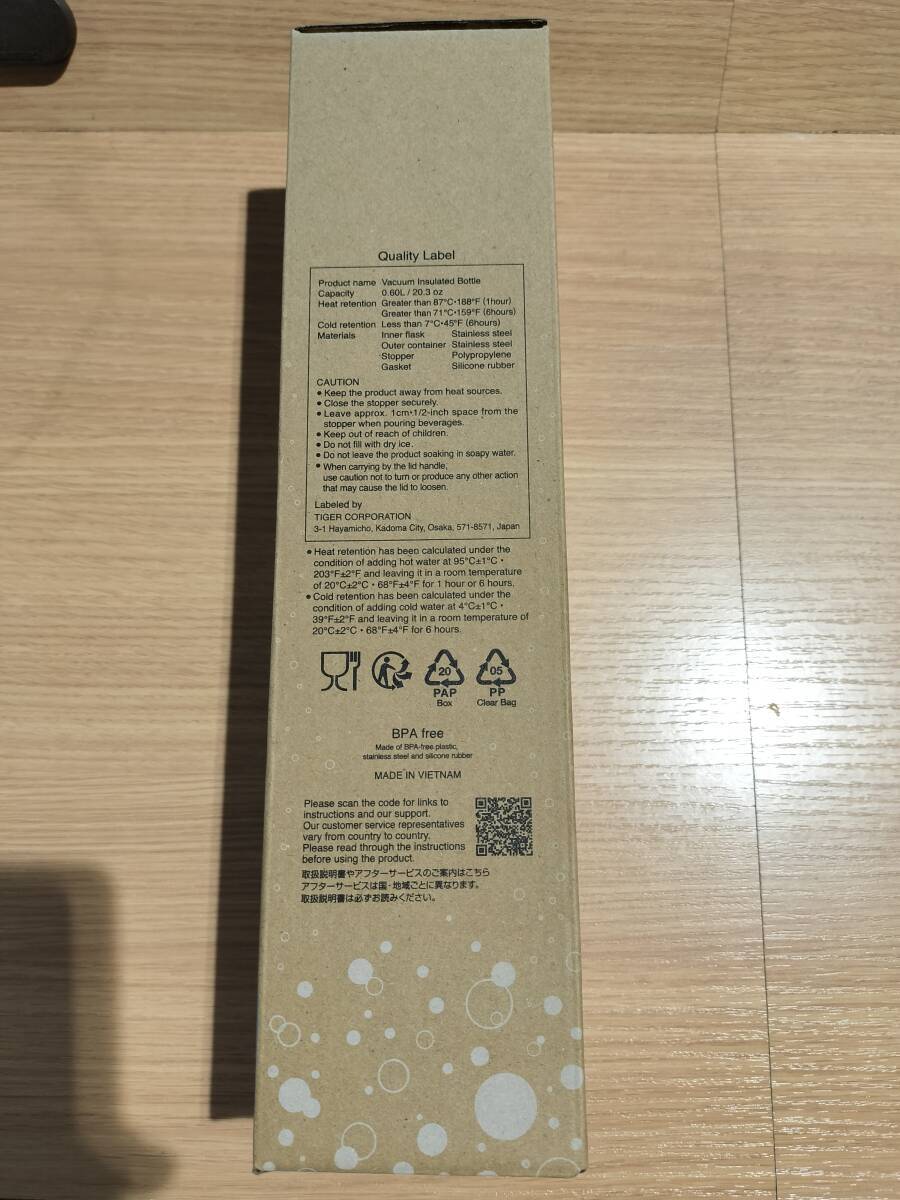 Quality Label
Product name Vacuum Insulated Bottle
Capacity 0.60L / 20.3 oz
Heat retention Greater than 87°C・188°F (1hour)
Greater than 71°C・159°F (6hours)
Cold retention Less than 7°C・45°F (6hours)
Materials Inner flask Stainless steel
Outer container Stainless steel
Stopper Polypropylene
Gasket Silicone rubber
CAUTION
● Keep the product away from heat sources.
● Close the stopper securely.
● Leave approx. 1cm・1/2-inch space from the
stopper when pouring beverages.
● Keep out of reach of children.
● Do not fill with dry ice.
● Do not leave the product soaking in soapy water.
● When carrying by the lid handle,
use caution not to turn or produce any other action
that may cause the lid to loosen.
Labeled by
TIGER CORPORATION
3-1 Hayamicho, Kadoma City, Osaka, 571-8571, Japan
● Heat retention has been calculated under the
condition of adding hot water at 95°C±1°C・
203°F±2°F and leaving it in a room temperature
of 20°C±2°C・68°F±4°F for 1 hour or 6 hours.
● Cold retention has been calculated under the
condition of adding cold water at 4°C±1°C・
39°F±2°F and leaving it in a room temperature of
20°C±2°C・68°F±4°F for 6 hours.
20 05
PAP PP
Box Clear Bag
BPA free
Made of BPA-free plastic,
stainless steel and silicone rubber
MADE IN VIETNAM
Please scan the code for links to
instructions and our support.
Our customer service representatives
vary from country to country.
Please read through the instructions
before using the product.
取扱説明書やアフターサービスのご案内はこちら
アフターサービスは国・地域ごとに異なります。
取扱説明書は必ずお読みください。